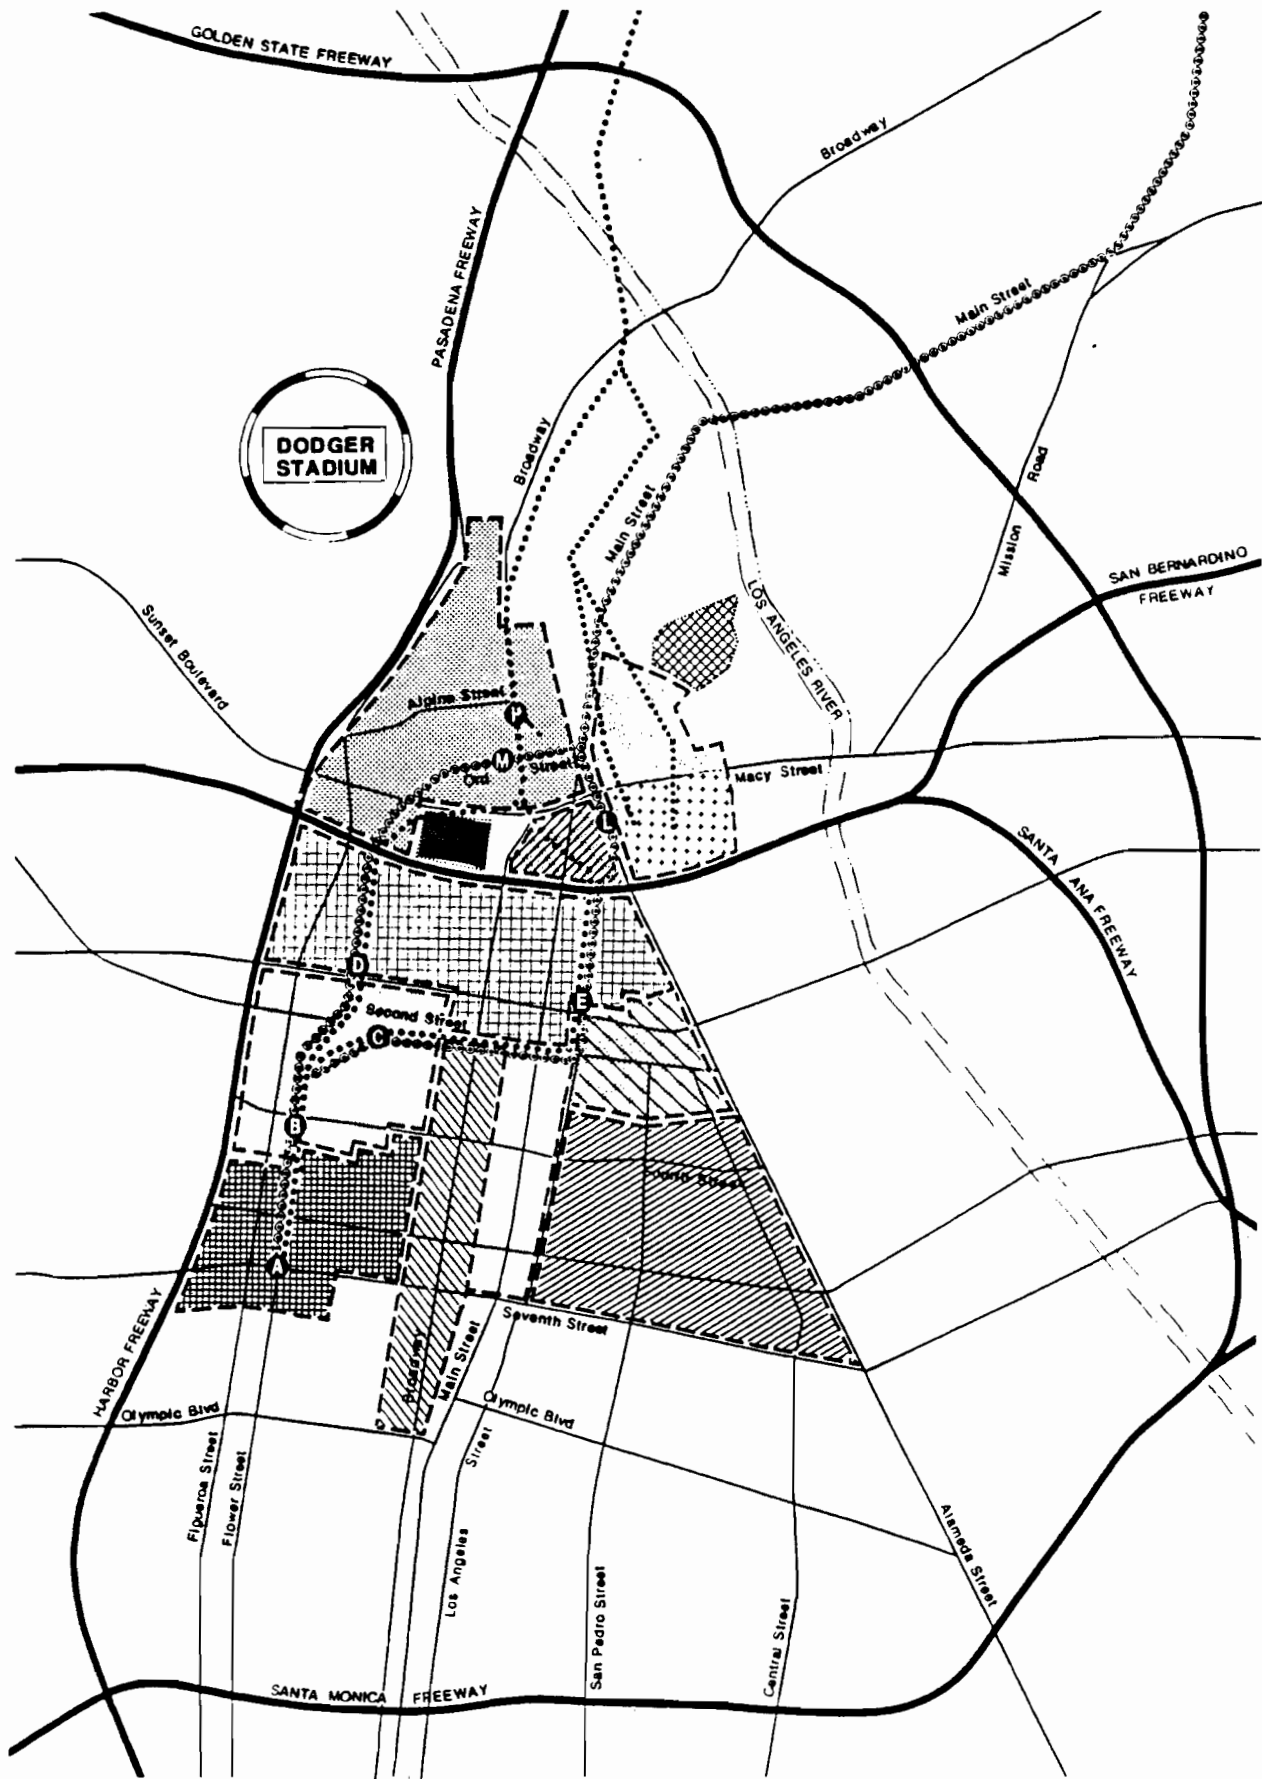 GOLDEN STATE FREEWAY
Broadway
PASADENA FREEWAY
Main Street
DODGER
STADIUM
Broadway
Main Street
Mission
Road
SAN BERNARDINO
FREEWAY
LOS ANGELES RIVER
Sunset Boulevard
Alpine Street
P
M
Ord
Street
Macy Street
L
SANTA
ANA FREEWAY
D
E
Second Street
C
B
A
Seventh Street
HARBOR FREEWAY
Broadway
Main Street
Olympic Blvd
Olympic Blvd
Figueroa Street
Flower Street
Street
Los Angeles
San Pedro Street
Central Street
Alameda Street
SANTA MONICA FREEWAY